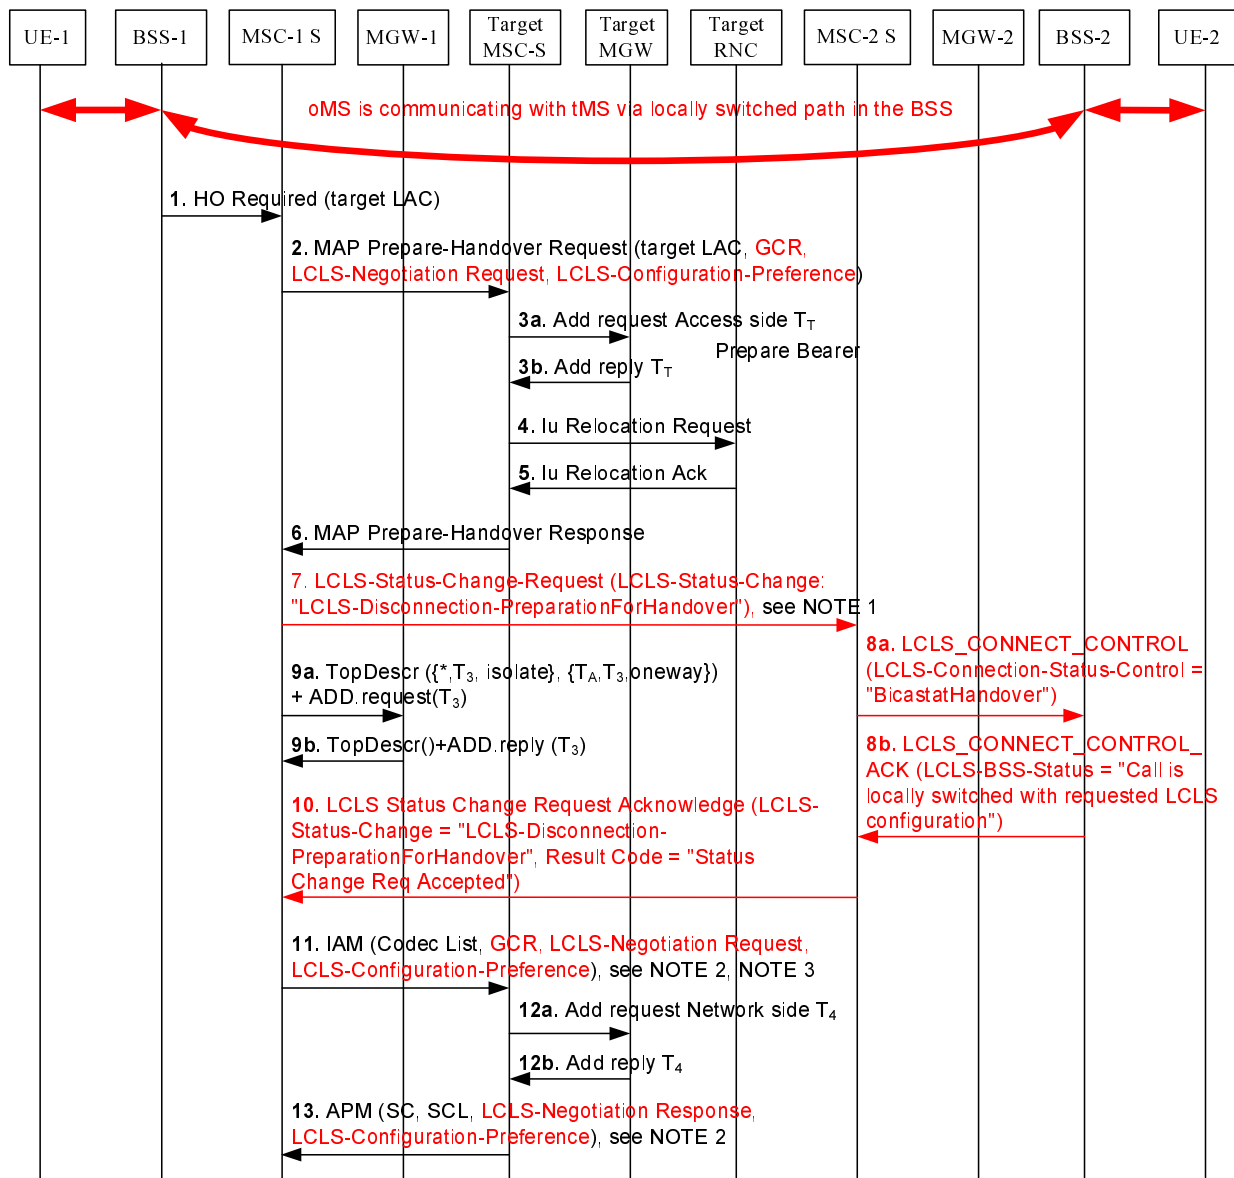 UE-1
BSS-1
MSC-1 S
MGW-1
Target
MSC-S
Target
MGW
Target
RNC
MSC-2 S
MGW-2
BSS-2
UE-2
oMS is communicating with tMS via locally switched path in the BSS
1. HO Required (target LAC)
2. MAP Prepare-Handover Request (target LAC, GCR,
LCLS-Negotiation Request, LCLS-Configuration-Preference)
3a. Add request Access side TT
Prepare Bearer
3b. Add reply TT
4. Iu Relocation Request
5. Iu Relocation Ack
6. MAP Prepare-Handover Response
7. LCLS-Status-Change-Request (LCLS-Status-Change:
"LCLS-Disconnection-PreparationForHandover"), see NOTE 1
8a. LCLS_CONNECT_CONTROL
(LCLS-Connection-Status-Control =
"BicastatHandover")
9a. TopDescr ({*,T3, isolate}, {TA,T3,oneway})
+ ADD.request(T3)
9b. TopDescr()+ADD.reply (T3)
8b. LCLS_CONNECT_CONTROL_
ACK (LCLS-BSS-Status = "Call is
locally switched with requested LCLS
configuration")
10. LCLS Status Change Request Acknowledge (LCLS-
Status-Change = "LCLS-Disconnection-
PreparationForHandover", Result Code = "Status
Change Req Accepted")
11. IAM (Codec List, GCR, LCLS-Negotiation Request,
LCLS-Configuration-Preference), see NOTE 2, NOTE 3
12a. Add request Network side T4
12b. Add reply T4
13. APM (SC, SCL, LCLS-Negotiation Response,
LCLS-Configuration-Preference), see NOTE 2